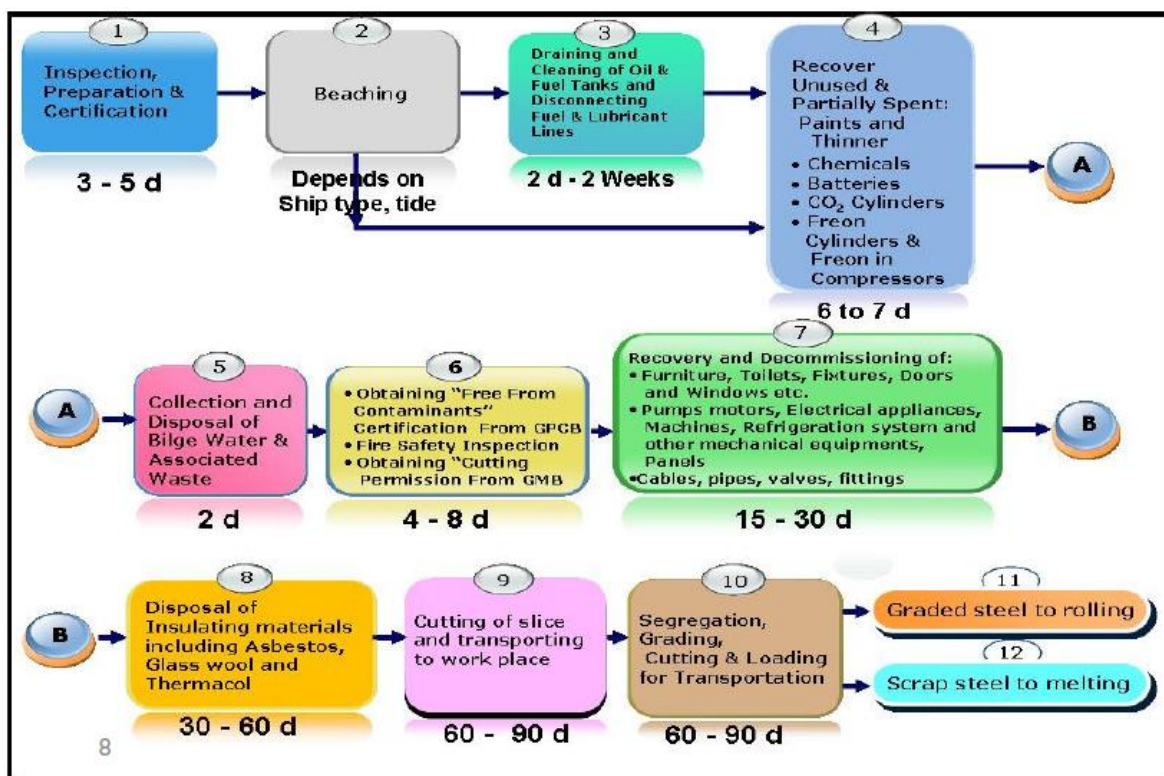 1
Inspection,
Preparation &
Certification
3 - 5 d
2
Beaching
Depends on
Ship type, tide
3
Draining and
Cleaning of Oil &
Fuel Tanks and
Disconnecting
Fuel & Lubricant
Lines
2 d - 2 Weeks
4
Recover
Unused &
Partially Spent:
Paints and
Thinner
• Chemicals
• Batteries
• CO₂ Cylinders
• Freon
Cylinders &
Freon in
Compressors
6 to 7 d
A
A
5
Collection and
Disposal of
Bilge Water &
Associated
Waste
2 d
6
• Obtaining "Free From
Contaminants"
Certification From GPCB
• Fire Safety Inspection
• Obtaining "Cutting
Permission From GMB
4 - 8 d
7
Recovery and Decommissioning of:
• Furniture, Toilets, Fixtures, Doors
and Windows etc.
• Pumps motors, Electrical appliances,
Machines, Refrigeration system and
other mechanical equipments,
Panels
• Cables, pipes, valves, fittings
15 - 30 d
B
B
8
Disposal of
Insulating materials
including Asbestos,
Glass wool and
Thermacol
30 - 60 d
9
Cutting of slice
and transporting
to work place
60 - 90 d
10
Segregation,
Grading,
Cutting & Loading
for Transportation
60 - 90 d
11
Graded steel to rolling
12
Scrap steel to melting
8